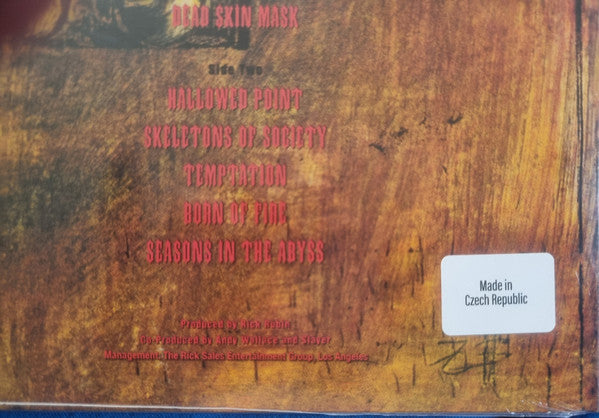 DEAD SKIN MASK
Side Two
HALLOWED POINT
SKELETONS OF SOCIETY
TEMPTATION
BORN OF FIRE
SEASONS IN THE ABYSS
Made in
Czech Republic
Produced by Rick Rubin
Co-Produced by Andy Wallace and Slayer
Management: The Rick Sales Entertainment Group, Los Angeles